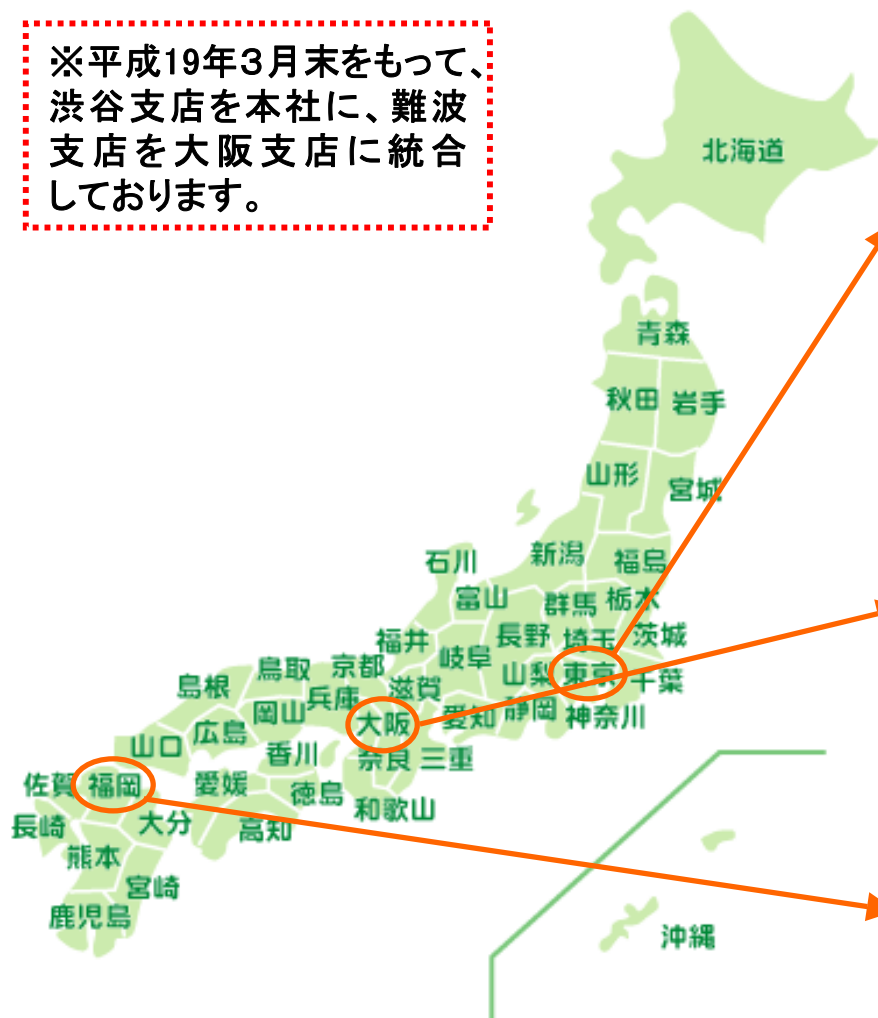 ※平成19年３月末をもって、
渋谷支店を本社に、難波
支店を大阪支店に統合
しております。
北海道
青森
秋田
岩手
山形
宮城
石川
新潟
福島
富山
群馬
栃木
福井
長野
埼玉
茨城
岐阜
島根
鳥取
京都
滋賀
山梨
東京
千葉
兵庫
岡山
広島
山口
大阪
愛知
静岡
神奈川
香川
奈良
三重
佐賀
福岡
愛媛
徳島
和歌山
長崎
大分
高知
熊本
宮崎
鹿児島
沖縄